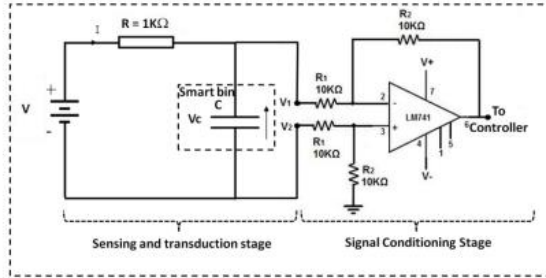 I
R = 1KΩ
V
+
-
Smart bin
C
Vc
V1
V2
R1
10KΩ
R1
10KΩ
R2
10KΩ
R2
10KΩ
V+
7
2
-
LM741
3
+
4
1
5
6
V-
To
Controller
Sensing and transduction stage
Signal Conditioning Stage